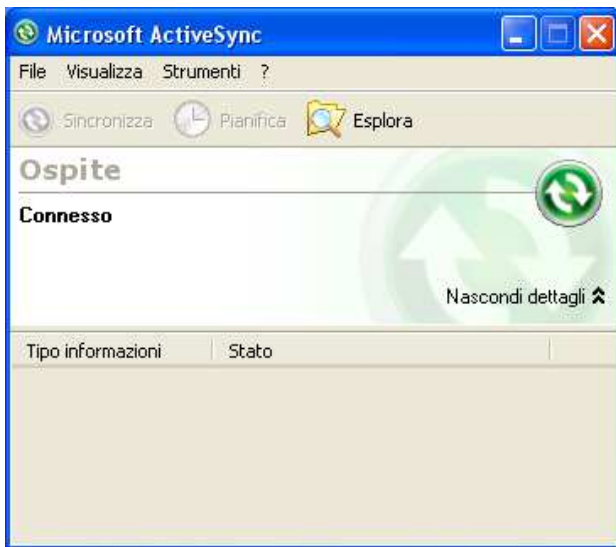 Microsoft ActiveSync
File Visualizza Strumenti ?
Sincronizza Pianifica Esplora
Ospite
Connesso
Nascondi dettagli
Tipo informazioni Stato